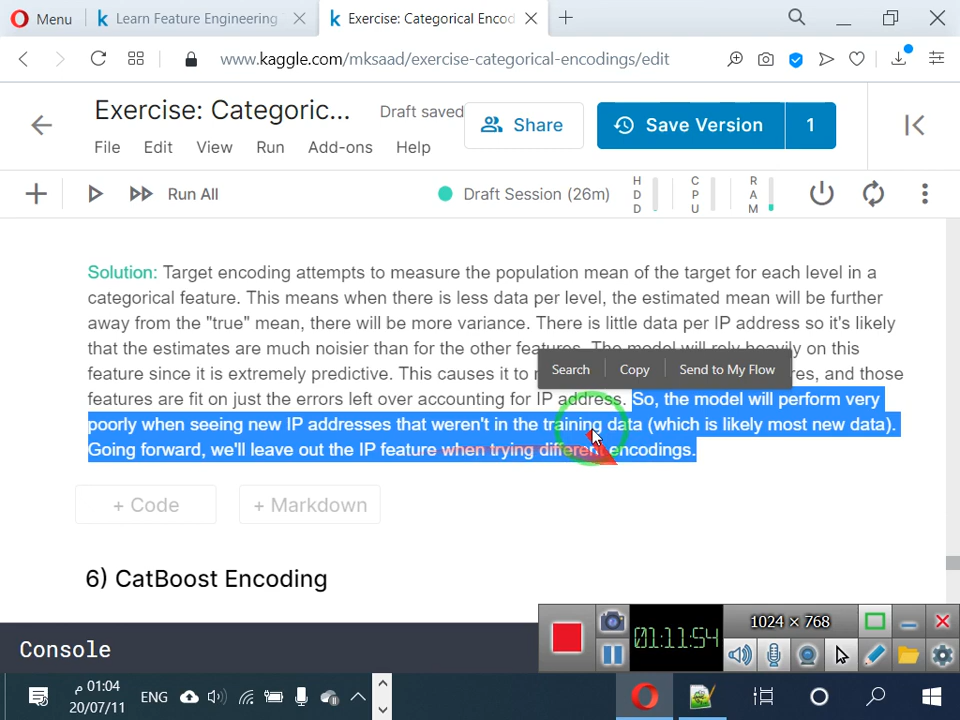 Menu
Learn Feature Engineering
Exercise: Categorical Encod
www.kaggle.com/mksaad/exercise-categorical-encodings/edit
Exercise: Categoric...
Draft saved
Share
Save Version
1
File
Edit
View
Run
Add-ons
Help
Run All
Draft Session (26m)
HDD
CPU
RAM
Solution: Target encoding attempts to measure the population mean of the target for each level in a
categorical feature. This means when there is less data per level, the estimated mean will be further
away from the "true" mean, there will be more variance. There is little data per IP address so it's likely
that the estimates are much noisier than for the other features. The model will rely heavily on this
feature since it is extremely predictive. This causes it to
res, and those
Search
Copy
Send to My Flow
features are fit on just the errors left over accounting for IP address. So, the model will perform very
poorly when seeing new IP addresses that weren't in the training data (which is likely most new data).
Going forward, we'll leave out the IP feature when trying different encodings.
+ Code
+ Markdown
6) CatBoost Encoding
Console
01:11:54
1024 × 768
01:04 م
20/07/11
ENG